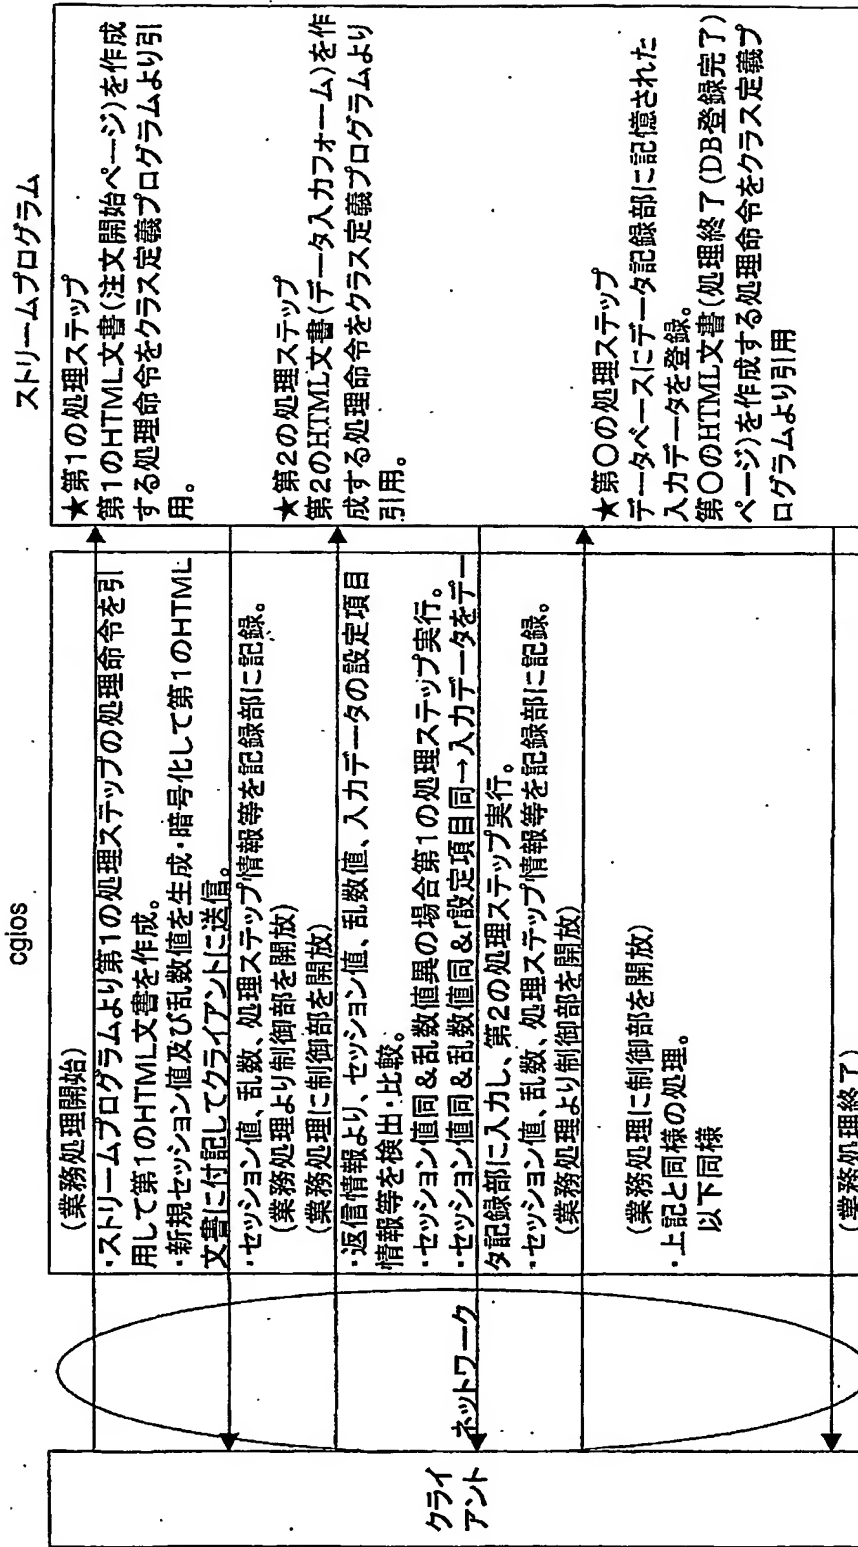 クライ
アント
ネットワーク
cgios
(業務処理開始)
・ストリームプログラムより第1の処理ステップの処理命令を引
用して第1のHTML文書を作成。
・新規セッション値及び乱数値を生成・暗号化して第1のHTML
文書に付記してクライアントに送信。
・セッション値、乱数、処理ステップ情報等を記録部に記録。
(業務処理より制御部を開放)
(業務処理に制御部を開放)
・返信情報より、セッション値、乱数値、入力データの設定項目
情報等を検出・比較。
・セッション値同&乱数値異の場合第1の処理ステップ実行。
・セッション値同&乱数値同&r設定項目同→入力データをデー
タ記録部に入力し、第2の処理ステップ実行。
・セッション値、乱数、処理ステップ情報等を記録部に記録。
(業務処理より制御部を開放)
(業務処理に制御部を開放)
・上記と同様の処理。
以下同様
(業務処理終了)
ストリームプログラム
★第1の処理ステップ
第1のHTML文書(注文開始ページ)を作成
する処理命令をクラス定義プログラムより引
用。
★第2の処理ステップ
第2のHTML文書(データ入力フォーム)を作
成する処理命令をクラス定義プログラムより
引用。
★第〇の処理ステップ
データベースにデータ記録部に記憶された
入力データを登録。
第〇のHTML文書(処理終了(DB登録完了)
ページ)を作成する処理命令をクラス定義プ
ログラムより引用